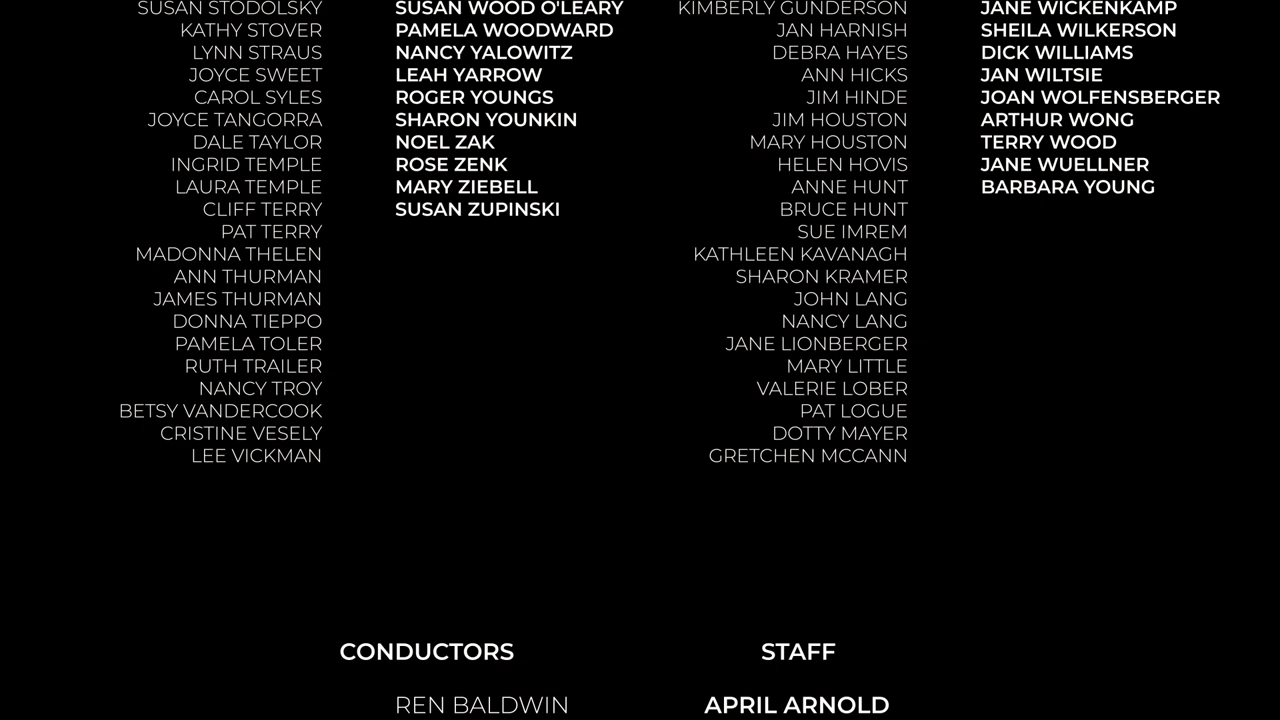 SUSAN STODOLSKY
KATHY STOVER
LYNN STRAUS
JOYCE SWEET
CAROL SYLES
JOYCE TANGORRA
DALE TAYLOR
INGRID TEMPLE
LAURA TEMPLE
CLIFF TERRY
PAT TERRY
MADONNA THELEN
ANN THURMAN
JAMES THURMAN
DONNA TIEPPO
PAMELA TOLER
RUTH TRAILER
NANCY TROY
BETSY VANDERCOOK
CRISTINE VESELY
LEE VICKMAN
SUSAN WOOD O'LEARY
PAMELA WOODWARD
NANCY YALOWITZ
LEAH YARROW
ROGER YOUNGS
SHARON YOUNKIN
NOEL ZAK
ROSE ZENK
MARY ZIEBELL
SUSAN ZUPINSKI
KIMBERLY GUNDERSON
JAN HARNISH
DEBRA HAYES
ANN HICKS
JIM HINDE
JIM HOUSTON
MARY HOUSTON
HELEN HOVIS
ANNE HUNT
BRUCE HUNT
SUE IMREM
KATHLEEN KAVANAGH
SHARON KRAMER
JOHN LANG
NANCY LANG
JANE LIONBERGER
MARY LITTLE
VALERIE LOBER
PAT LOGUE
DOTTY MAYER
GRETCHEN MCCANN
JANE WICKENKAMP
SHEILA WILKERSON
DICK WILLIAMS
JAN WILTSIE
JOAN WOLFENSBERGER
ARTHUR WONG
TERRY WOOD
JANE WUELLNER
BARBARA YOUNG
CONDUCTORS
REN BALDWIN
STAFF
APRIL ARNOLD